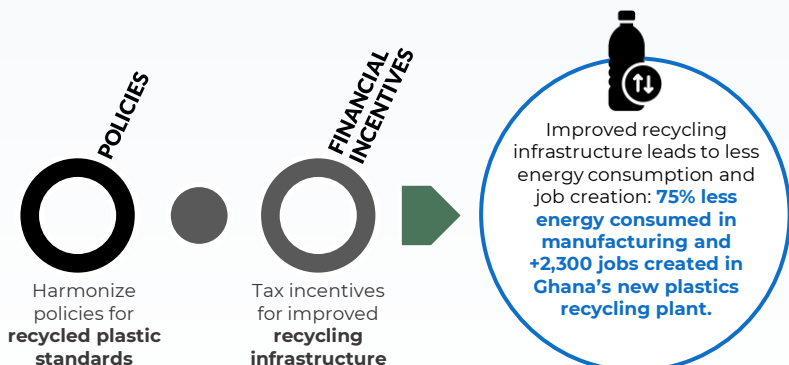 POLICIES
Harmonize
policies for
recycled plastic
standards
FINANCIAL
INCENTIVES
Tax incentives
for improved
recycling
infrastructure
Improved recycling
infrastructure leads to less
energy consumption and
job creation: 75% less
energy consumed in
manufacturing and
+2,300 jobs created in
Ghana's new plastics
recycling plant.